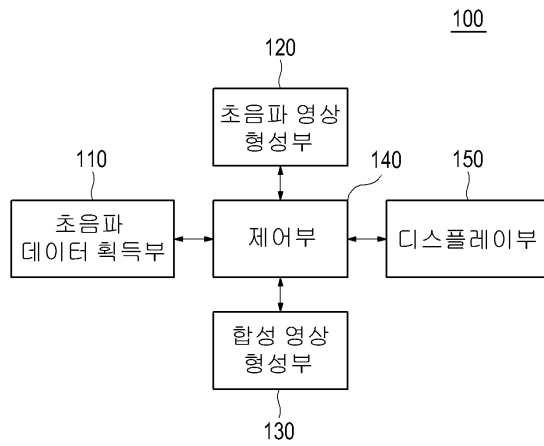 100
120
초음파 영상
형성부
110
초음파
데이터 획득부
140
제어부
150
디스플레이부
합성 영상
형성부
130